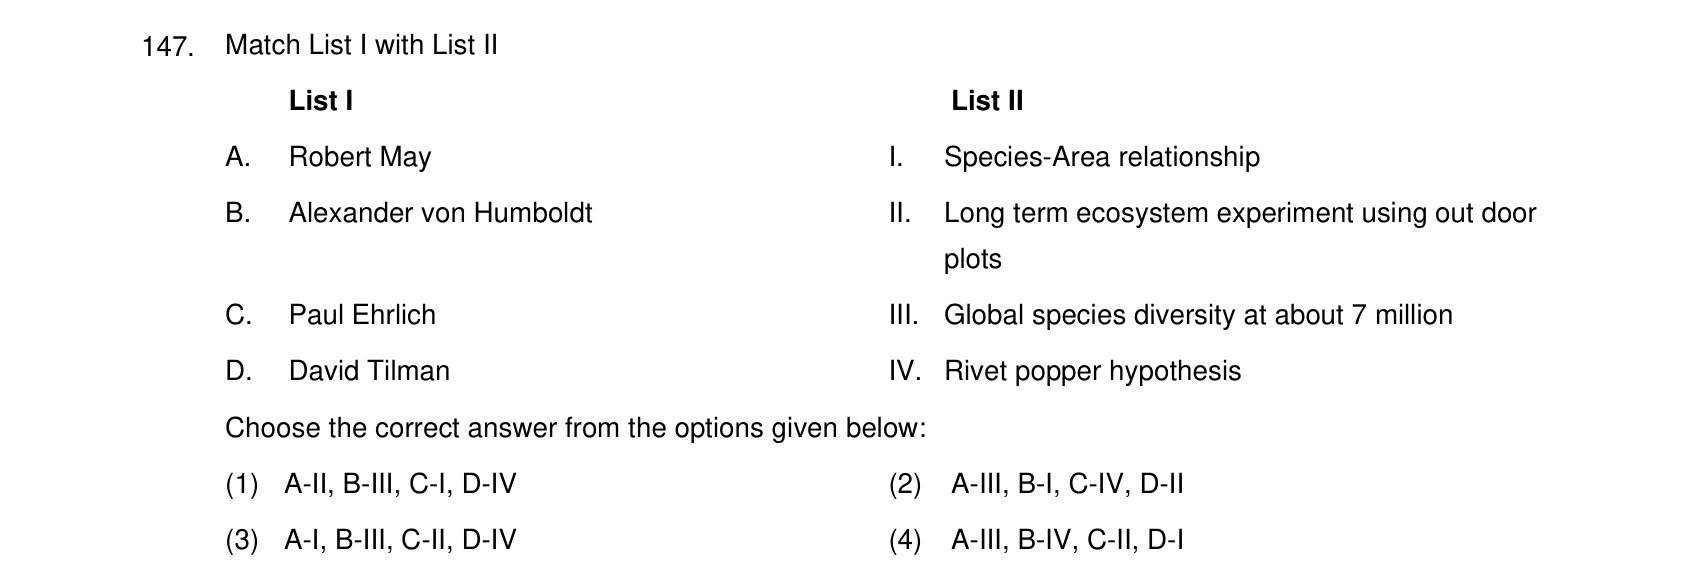 147. Match List I with List II
List I List II
A. Robert May I. Species-Area relationship
B. Alexander von Humboldt II. Long term ecosystem experiment using out door
plots
C. Paul Ehrlich III. Global species diversity at about 7 million
D. David Tilman IV. Rivet popper hypothesis
Choose the correct answer from the options given below:
(1) A-II, B-III, C-I, D-IV (2) A-III, B-I, C-IV, D-II
(3) A-I, B-III, C-II, D-IV (4) A-III, B-IV, C-II, D-I